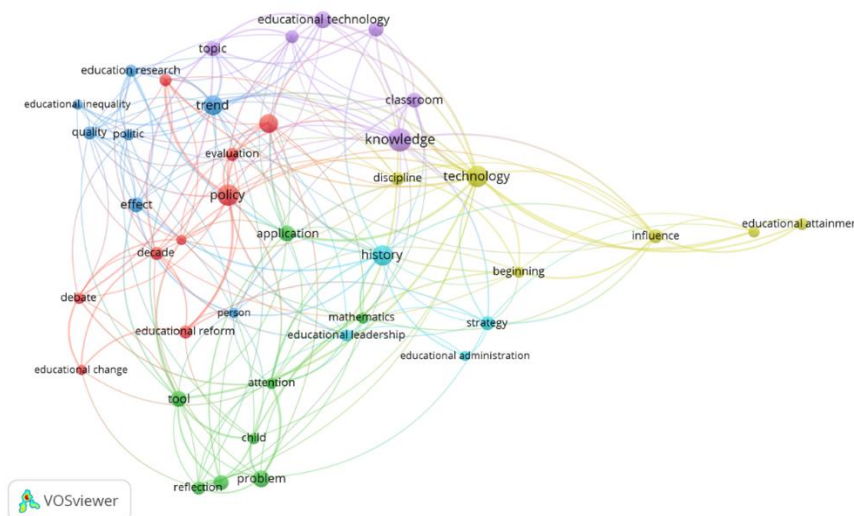 educational technology
topic
education research
educational inequality
trend
classroom
quality
politic
knowledge
evaluation
discipline
technology
policy
effect
educational attainmen
application
influence
decade
history
beginning
debate
person
mathematics
strategy
educational reform
educational leadership
educational administration
educational change
attention
tool
child
problem
reflection
VOSviewer